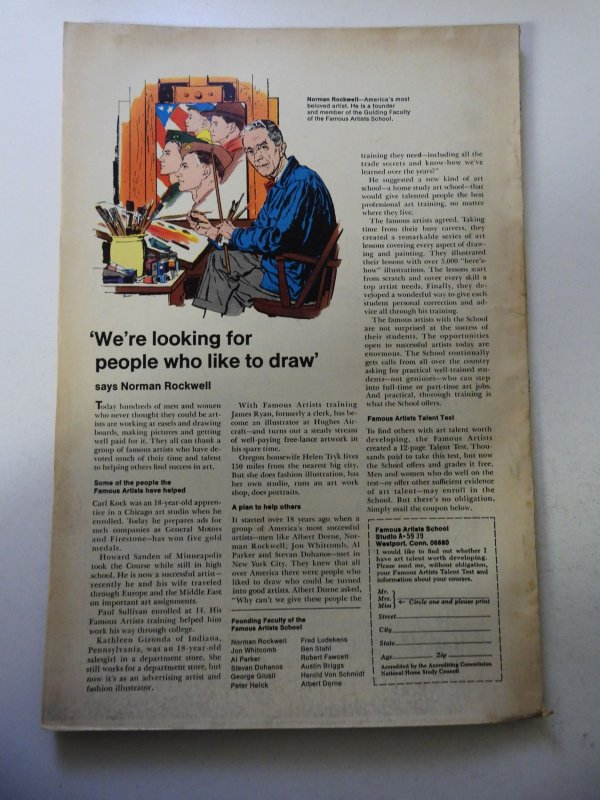 Norman Rockwell—America's most
beloved artist. He is a founder
and member of the Guiding Faculty
of the Famous Artists School.
'We're looking for
people who like to draw'
says Norman Rockwell
Today hundreds of men and women
who never thought they could be art-
ists are working at easels and drawing
boards, making pictures and getting
well paid for it. They all can thank a
group of famous artists who have de-
voted much of their time and talent
to helping others find success in art.
Some of the people the
Famous Artists have helped
Carl Kock was an 18-year-old appren-
tice in a Chicago art studio when he
enrolled. Today he prepares ads for
such companies as General Motors
and Firestone—has won five gold
medals.
Howard Sanden of Minneapolis
took the Course while still in high
school. He is now a successful artist—
recently he and his wife traveled
through Europe and the Middle East
on important art assignments.
Paul Sullivan enrolled at 14. His
Famous Artists training helped him
work his way through college.
Kathleen Gironda of Indiana,
Pennsylvania, was an 18-year-old
salesgirl in a department store. She
still works for a department store, but
now it's as an advertising artist and
fashion illustrator.
With Famous Artists training
James Ryan, formerly a clerk, has be-
come an illustrator at Hughes Air-
craft—and turns out a steady stream
of well-paying free-lance artwork in
his spare time.
Oregon housewife Helen Tryk lives
150 miles from the nearest big city.
But she does fashion illustration, has
her own studio, runs an art work
shop, does portraits.
A plan to help others
It started over 18 years ago when a
group of America's most successful
artists—men like Albert Dorne, Nor-
man Rockwell, Jon Whitcomb, Al
Parker and Stevan Dohanos—met in
New York City. They knew that all
over America there were people who
liked to draw who could be turned
into good artists. Albert Dorne asked,
"Why can't we give these people the
Founding Faculty of the
Famous Artists School
Norman Rockwell
Jon Whitcomb
Al Parker
Stevan Dohanos
George Giusti
Peter Helck
Fred Ludekens
Ben Stahl
Robert Fawcett
Austin Briggs
Harold Von Schmidt
Albert Dorne
training they need—including all the
trade secrets and know-how we've
learned over the years?"
He suggested a new kind of art
school—a home study art school—that
would give talented people the best
professional art training, no matter
where they live.
The famous artists agreed. Taking
time from their busy careers, they
created a remarkable series of art
lessons covering every aspect of draw-
ing and painting. They illustrated
their lessons with over 5,000 "here's-
how" illustrations. The lessons start
from scratch and cover every skill a
top artist needs. Finally, they de-
veloped a wonderful way to give each
student personal correction and ad-
vice all through his training.
The famous artists with the School
are not surprised at the success of
their students. The opportunities
open to successful artists today are
enormous. The School continually
gets calls from all over the country
asking for practical well-trained stu-
dents—not geniuses—who can step
into full-time or part-time art jobs.
And practical, thorough training is
what the School offers.
Famous Artists Talent Test
To find others with art talent worth
developing, the Famous Artists
created a 12-page Talent Test. Thou-
sands paid to take this test, but now
the School offers and grades it free.
Men and women who do well on the
test—or offer other sufficient evidence
of art talent—may enroll in the
School. But there's no obligation.
Simply mail the coupon below.
Famous Artists School
Studio A-5939
Westport, Conn. 06880
I would like to find out whether I
have art talent worth developing.
Please send me, without obligation,
your Famous Artists Talent Test and
information about your courses.
Mr.
Mrs. ← Circle one and please print
Miss
Street
City
State
Age Zip
Accredited by the Accrediting Commission
National Home Study Council